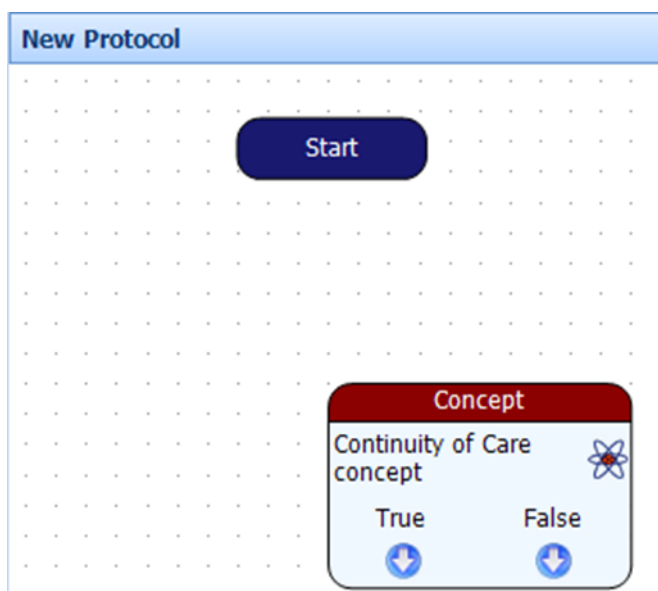 New Protocol
Start
Concept
Continuity of Care
concept
True False